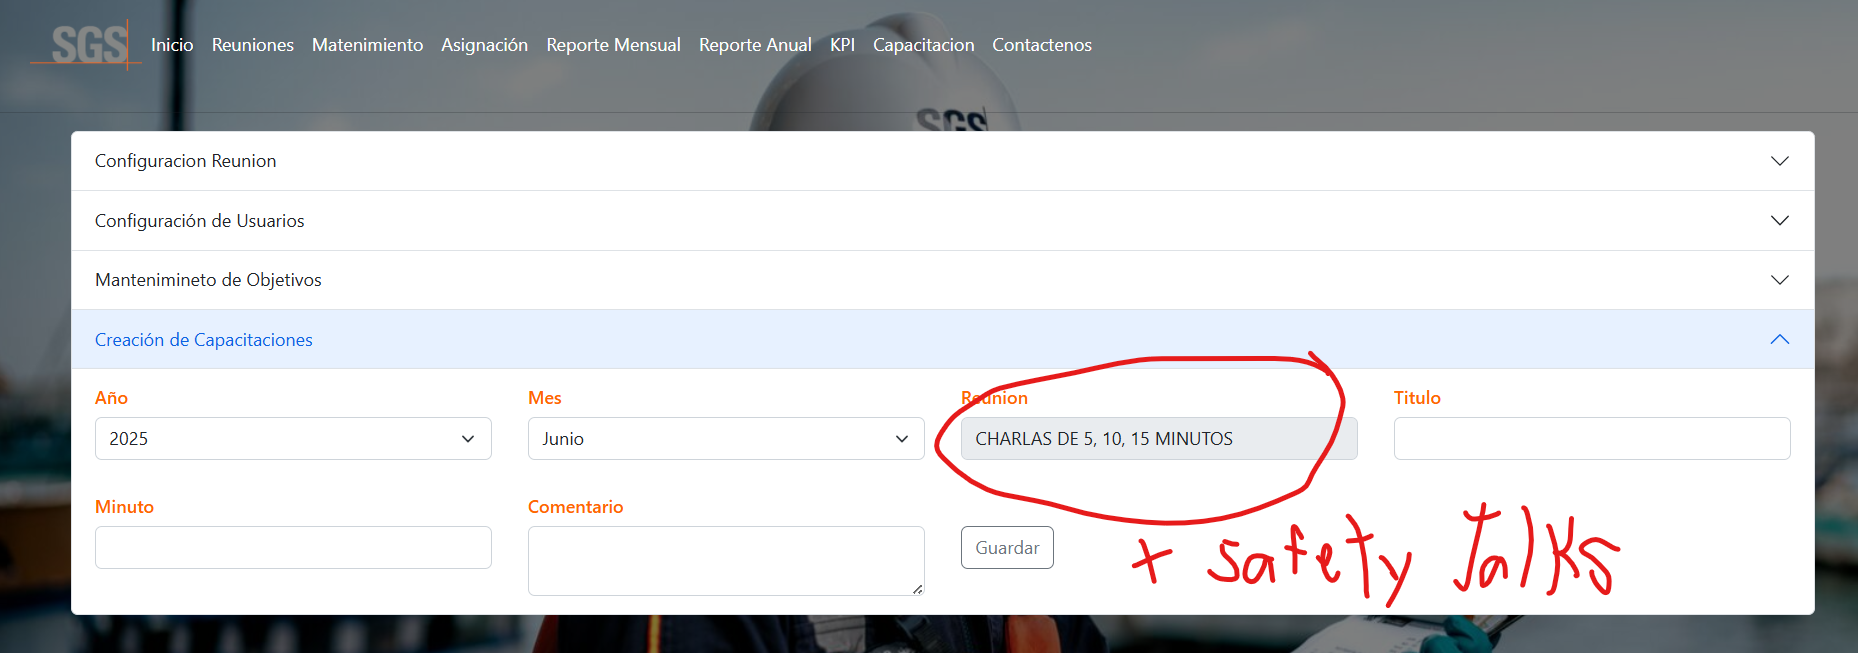 SGS Inicio Reuniones Matenimiento Asignación Reporte Mensual Reporte Anual KPI Capacitacion Contactenos
SGS
Configuracion Reunion
Configuración de Usuarios
Mantenimineto de Objetivos
Creación de Capacitaciones
Año Mes Reunion Titulo
2025 Junio CHARLAS DE 5, 10, 15 MINUTOS
Minuto Comentario
Guardar
+ safety talks